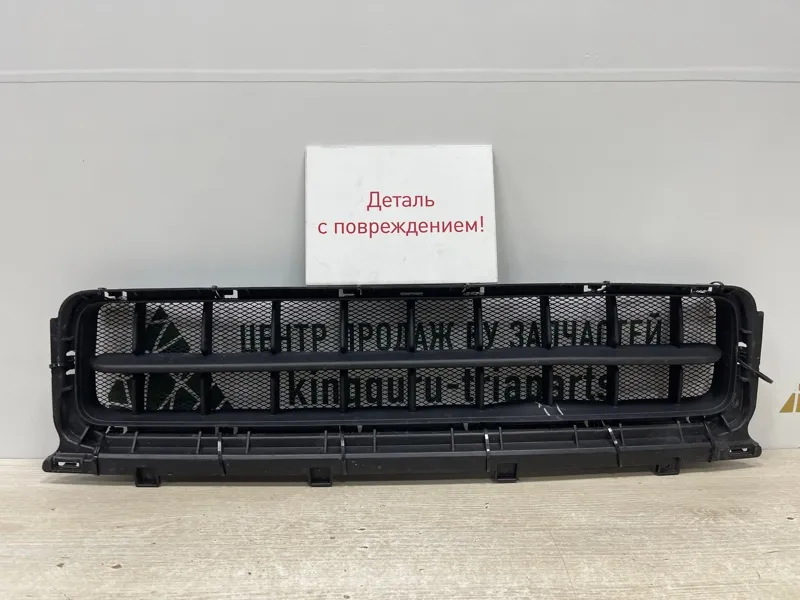 Деталь
с повреждением!
ЦЕНТР ПРОДАЖ БУ ЗАПЧАСТЕЙ
kingguru-triaparts